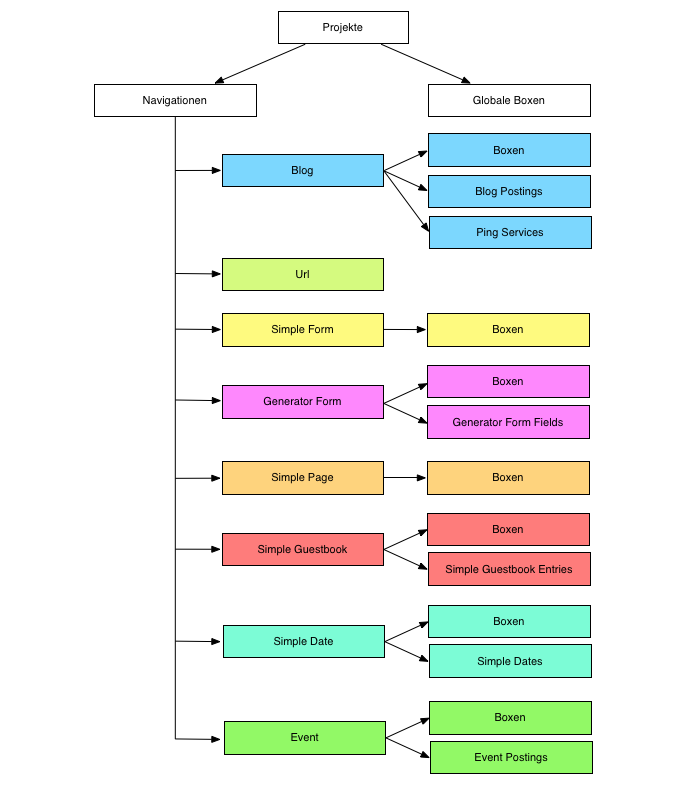 Projekte
Navigationen
Globale Boxen
Blog
Boxen
Blog Postings
Ping Services
Url
Simple Form
Boxen
Generator Form
Boxen
Generator Form Fields
Simple Page
Boxen
Simple Guestbook
Boxen
Simple Guestbook Entries
Simple Date
Boxen
Simple Dates
Event
Boxen
Event Postings